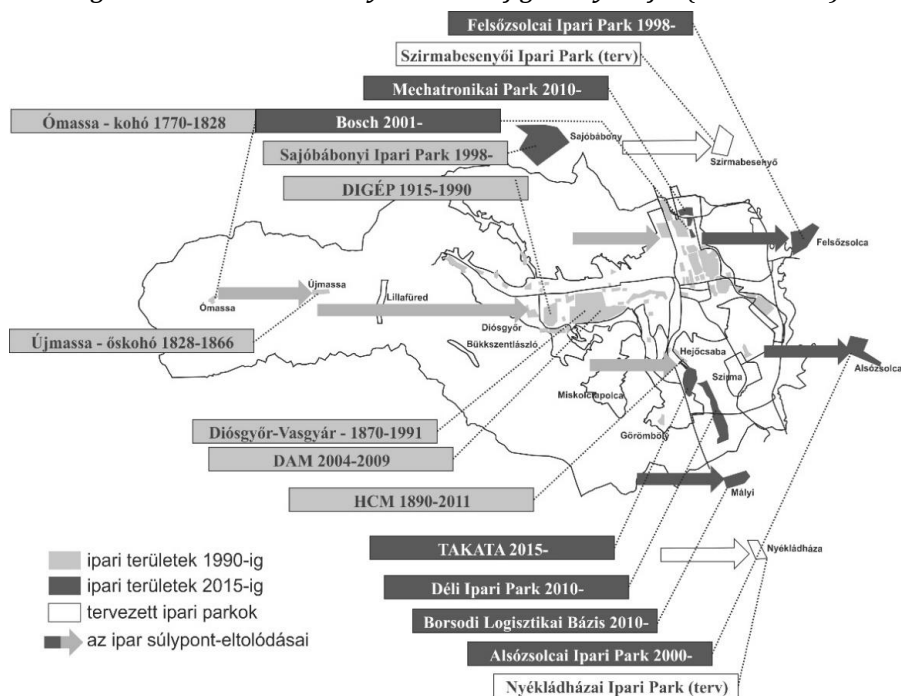 Felsőzsolcai Ipari Park 1998-
Szirmabesenyői Ipari Park (terv)
Mechatronikai Park 2010-
Ómassa - kohó 1770-1828
Bosch 2001-
Sajóbábony
Sajóbábonyi Ipari Park 1998-
Szirmabesenyő
DIGÉP 1915-1990
Felsőzsolca
Újmassa
Ómassa
Lillafüred
Diósgyőr
Bükkszentlászló
Újmassa - őskohó 1828-1866
Hejőcsaba
Alsózsolca
Szirma
Miskolctapolca
Görömböly
Diósgyőr-Vasgyár - 1870-1991
DAM 2004-2009
Mályi
HCM 1890-2011
TAKATA 2015-
Nyékládháza
ipari területek 1990-ig
ipari területek 2015-ig
Déli Ipari Park 2010-
tervezett ipari parkok
Borsodi Logisztikai Bázis 2010-
az ipar súlypont-eltolódásai
Alsózsolcai Ipari Park 2000-
Nyékládházai Ipari Park (terv)